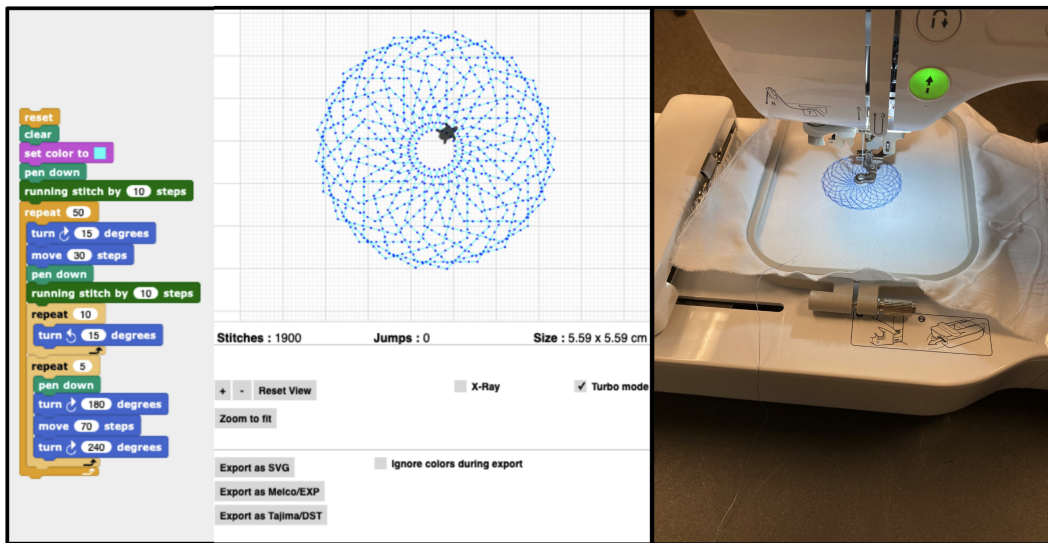 reset
clear
set color to
pen down
running stitch by 10 steps
repeat 50
turn 15 degrees
move 30 steps
pen down
running stitch by 10 steps
repeat 10
turn 15 degrees
repeat 5
pen down
turn 180 degrees
move 70 steps
turn 240 degrees
Stitches : 1900 Jumps : 0 Size : 5.59 x 5.59 cm
+ - Reset View X-Ray Turbo mode
Zoom to fit
Export as SVG Ignore colors during export
Export as Melco/EXP
Export as Tajima/DST